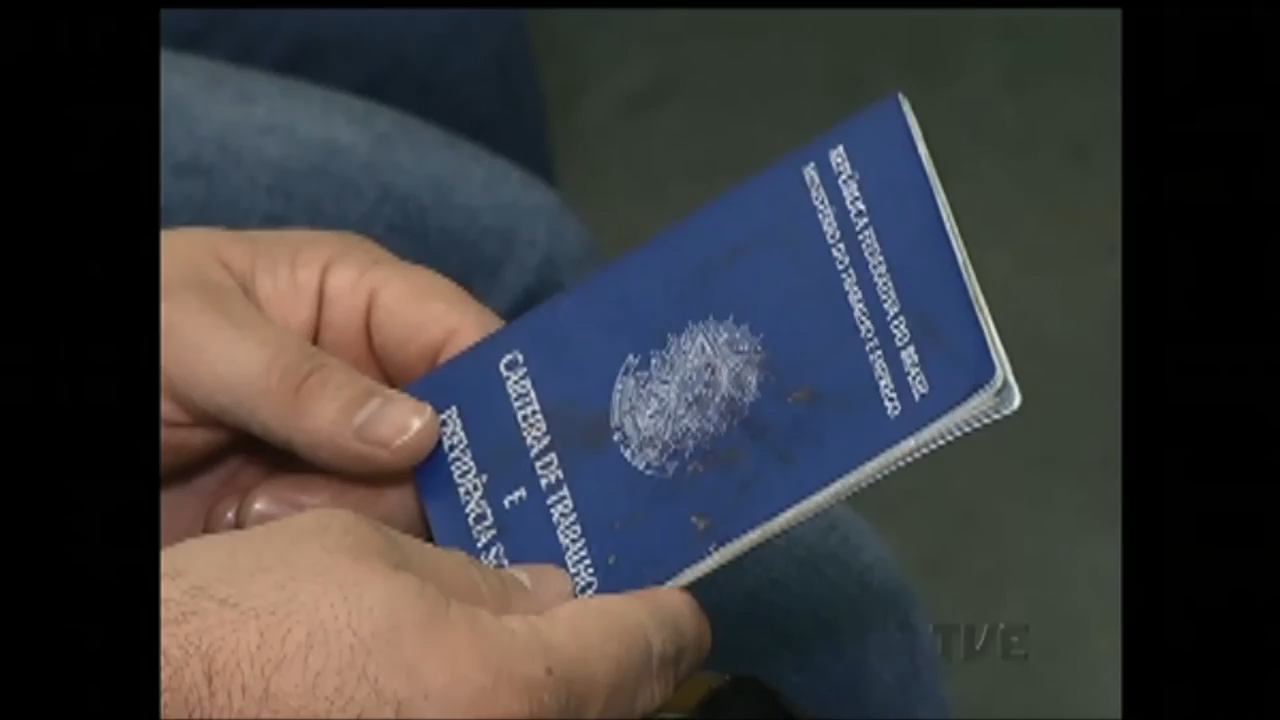 REPÚBLICA FEDERATIVA DO BRASIL
MINISTÉRIO DO TRABALHO E EMPREGO
CARTEIRA DE TRABALHO
E
PREVIDÊNCIA
TVE